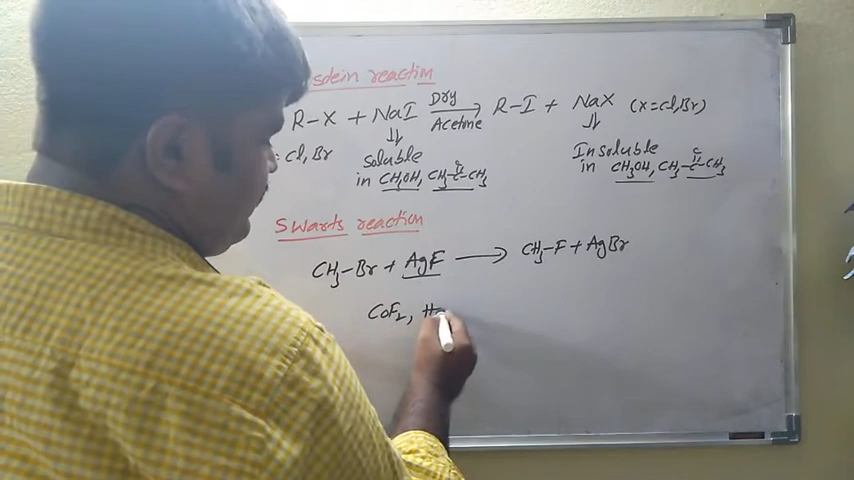 sdein reaction
R-X + NaI Dry Acetone → R-I + NaX (X=Cl,Br)
: Cl, Br
soluble
in CH3OH, CH3-C-CH3
Insoluble
in CH3OH, CH3-C-CH3
Swarts reaction
CH3-Br + AgF → CH3-F + AgBr
CoF2,